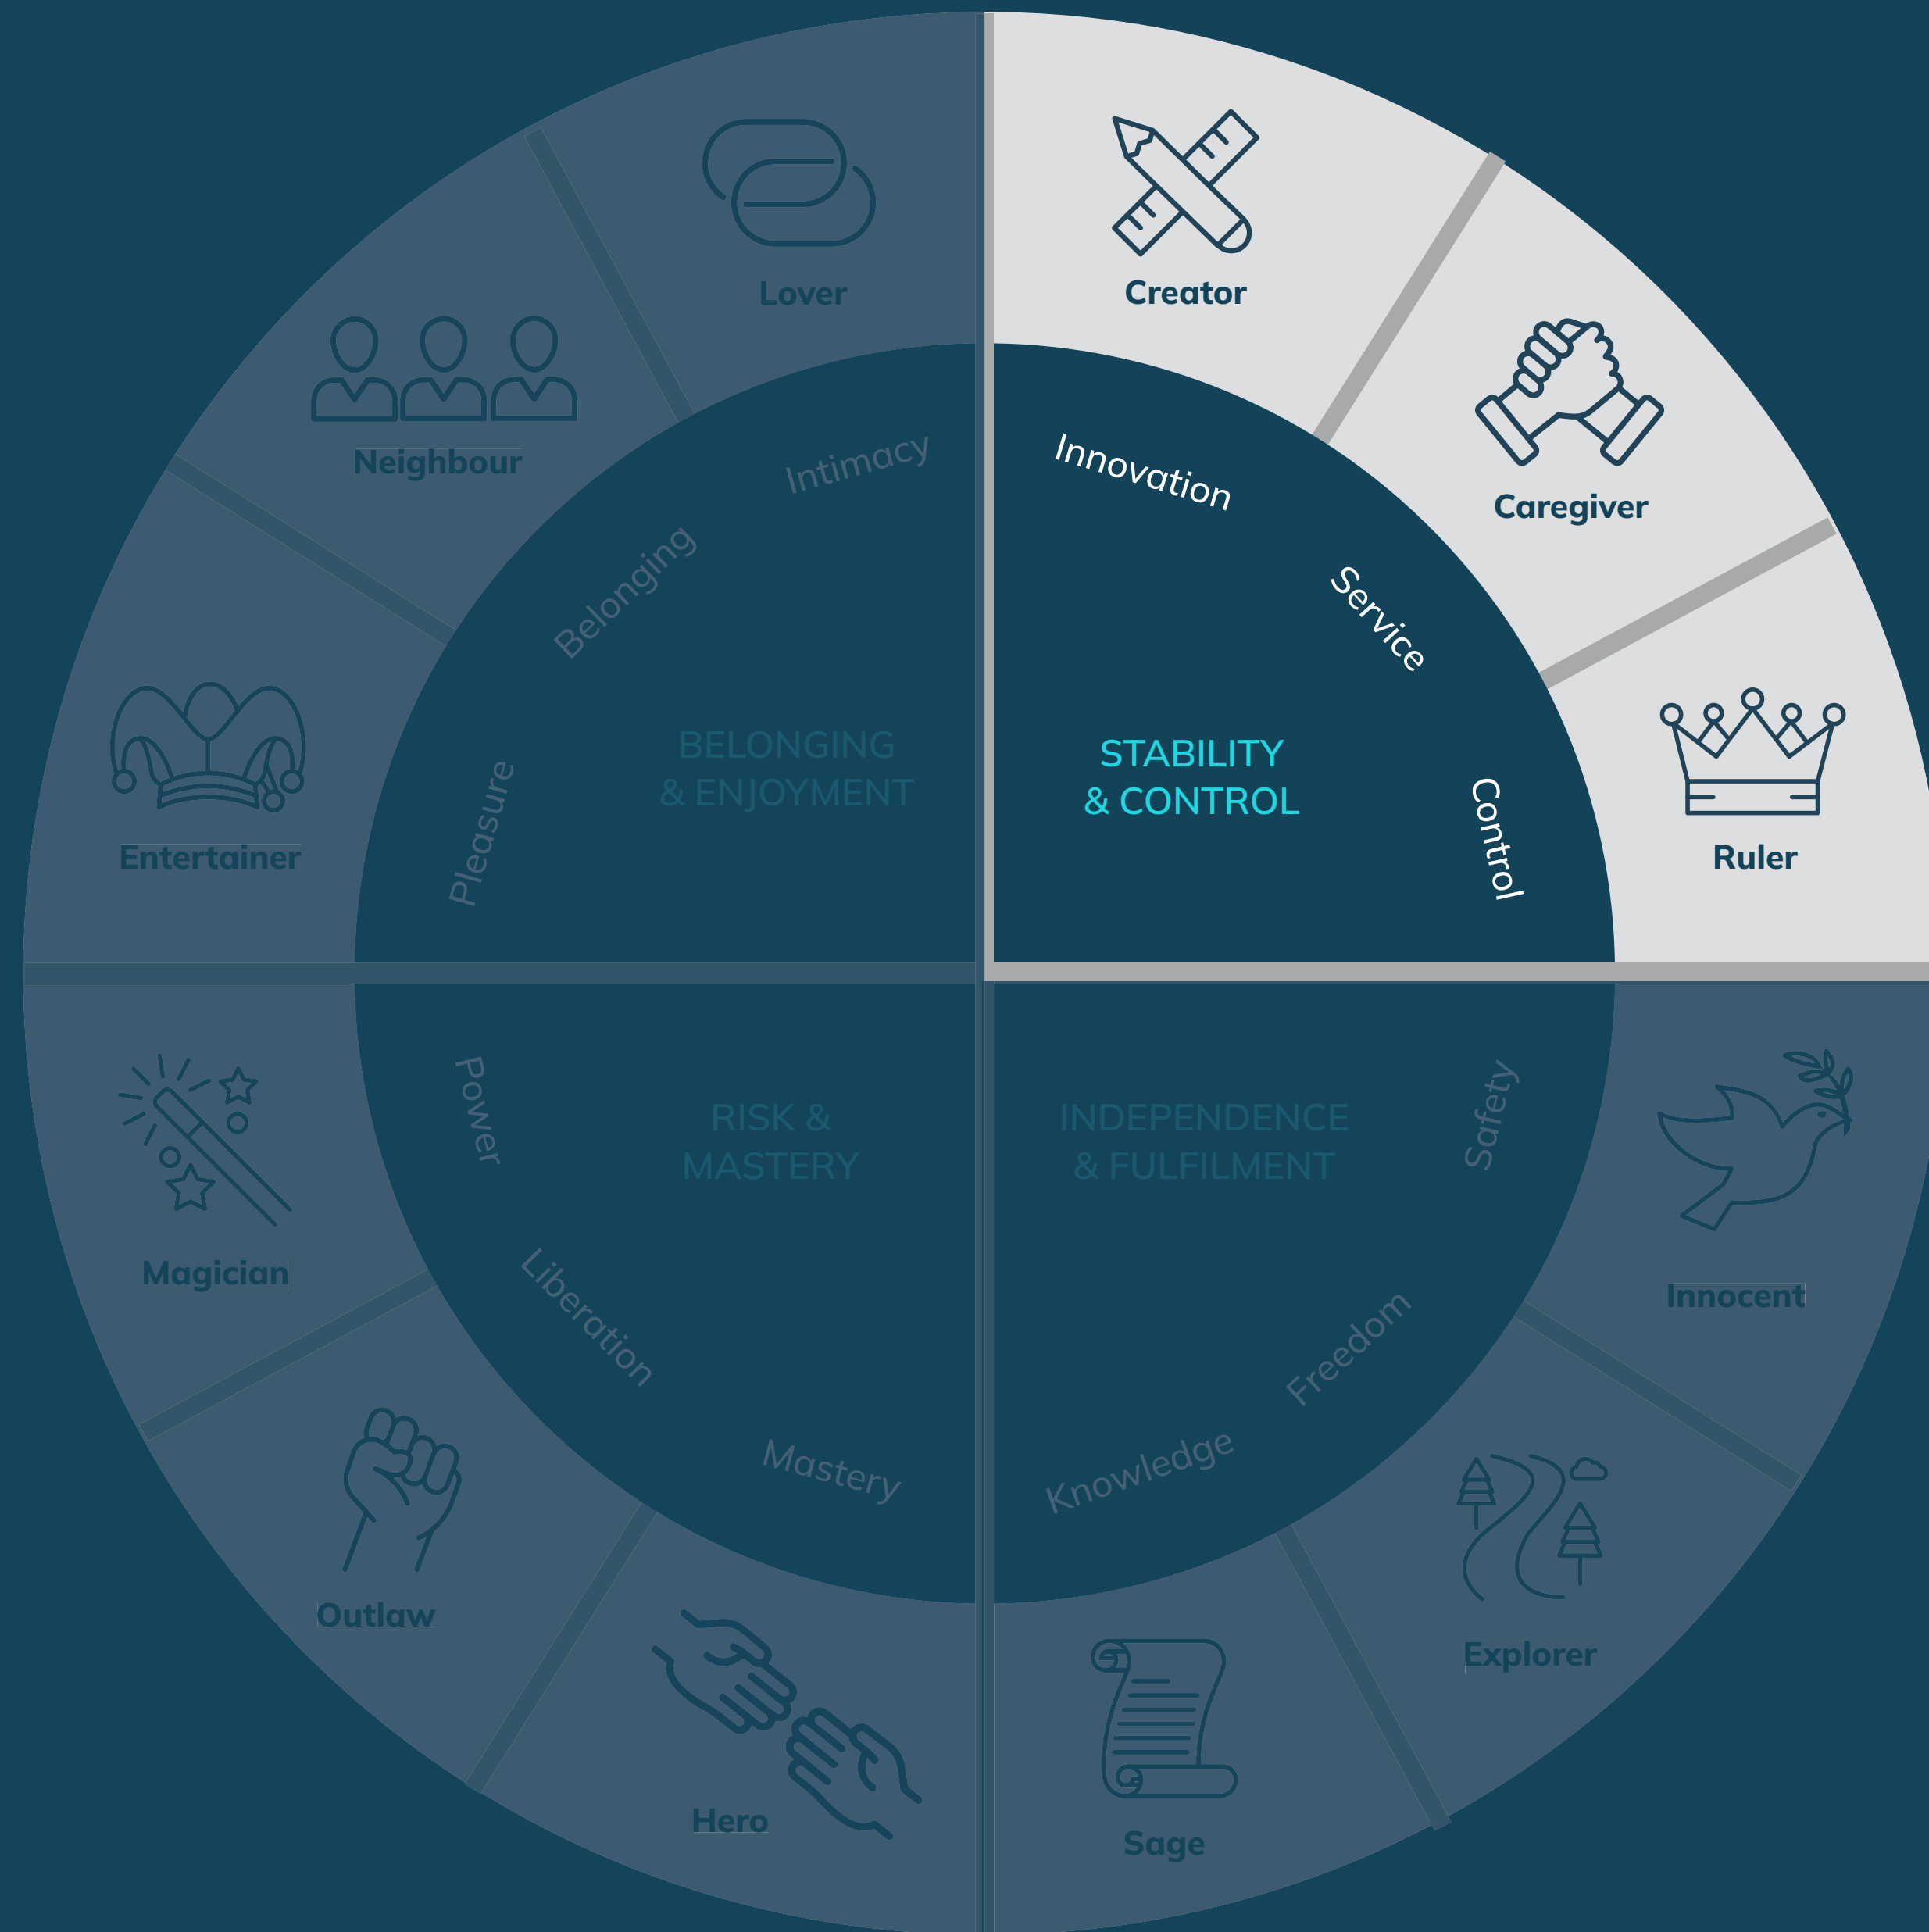 Lover
Creator
Neighbour
Caregiver
Intimacy
Innovation
Belonging
Service
BELONGING
& ENJOYMENT
STABILITY
& CONTROL
Entertainer
Pleasure
Control
Ruler
Magician
Power
RISK &
MASTERY
INDEPENDENCE
& FULFILMENT
Safety
Innocent
Liberation
Freedom
Outlaw
Mastery
Knowledge
Explorer
Hero
Sage